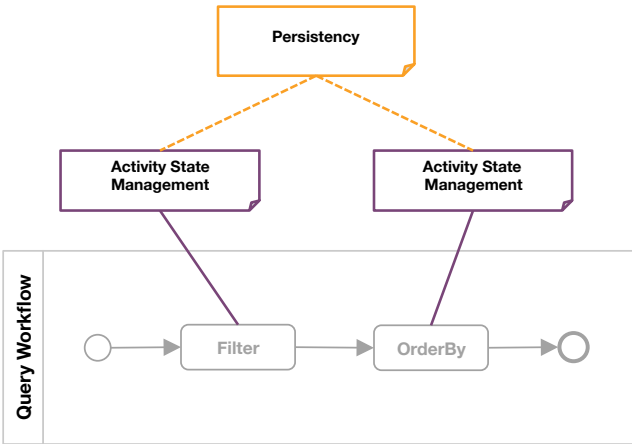 Persistency
Activity State
Management
Activity State
Management
Query Workflow
Filter
OrderBy